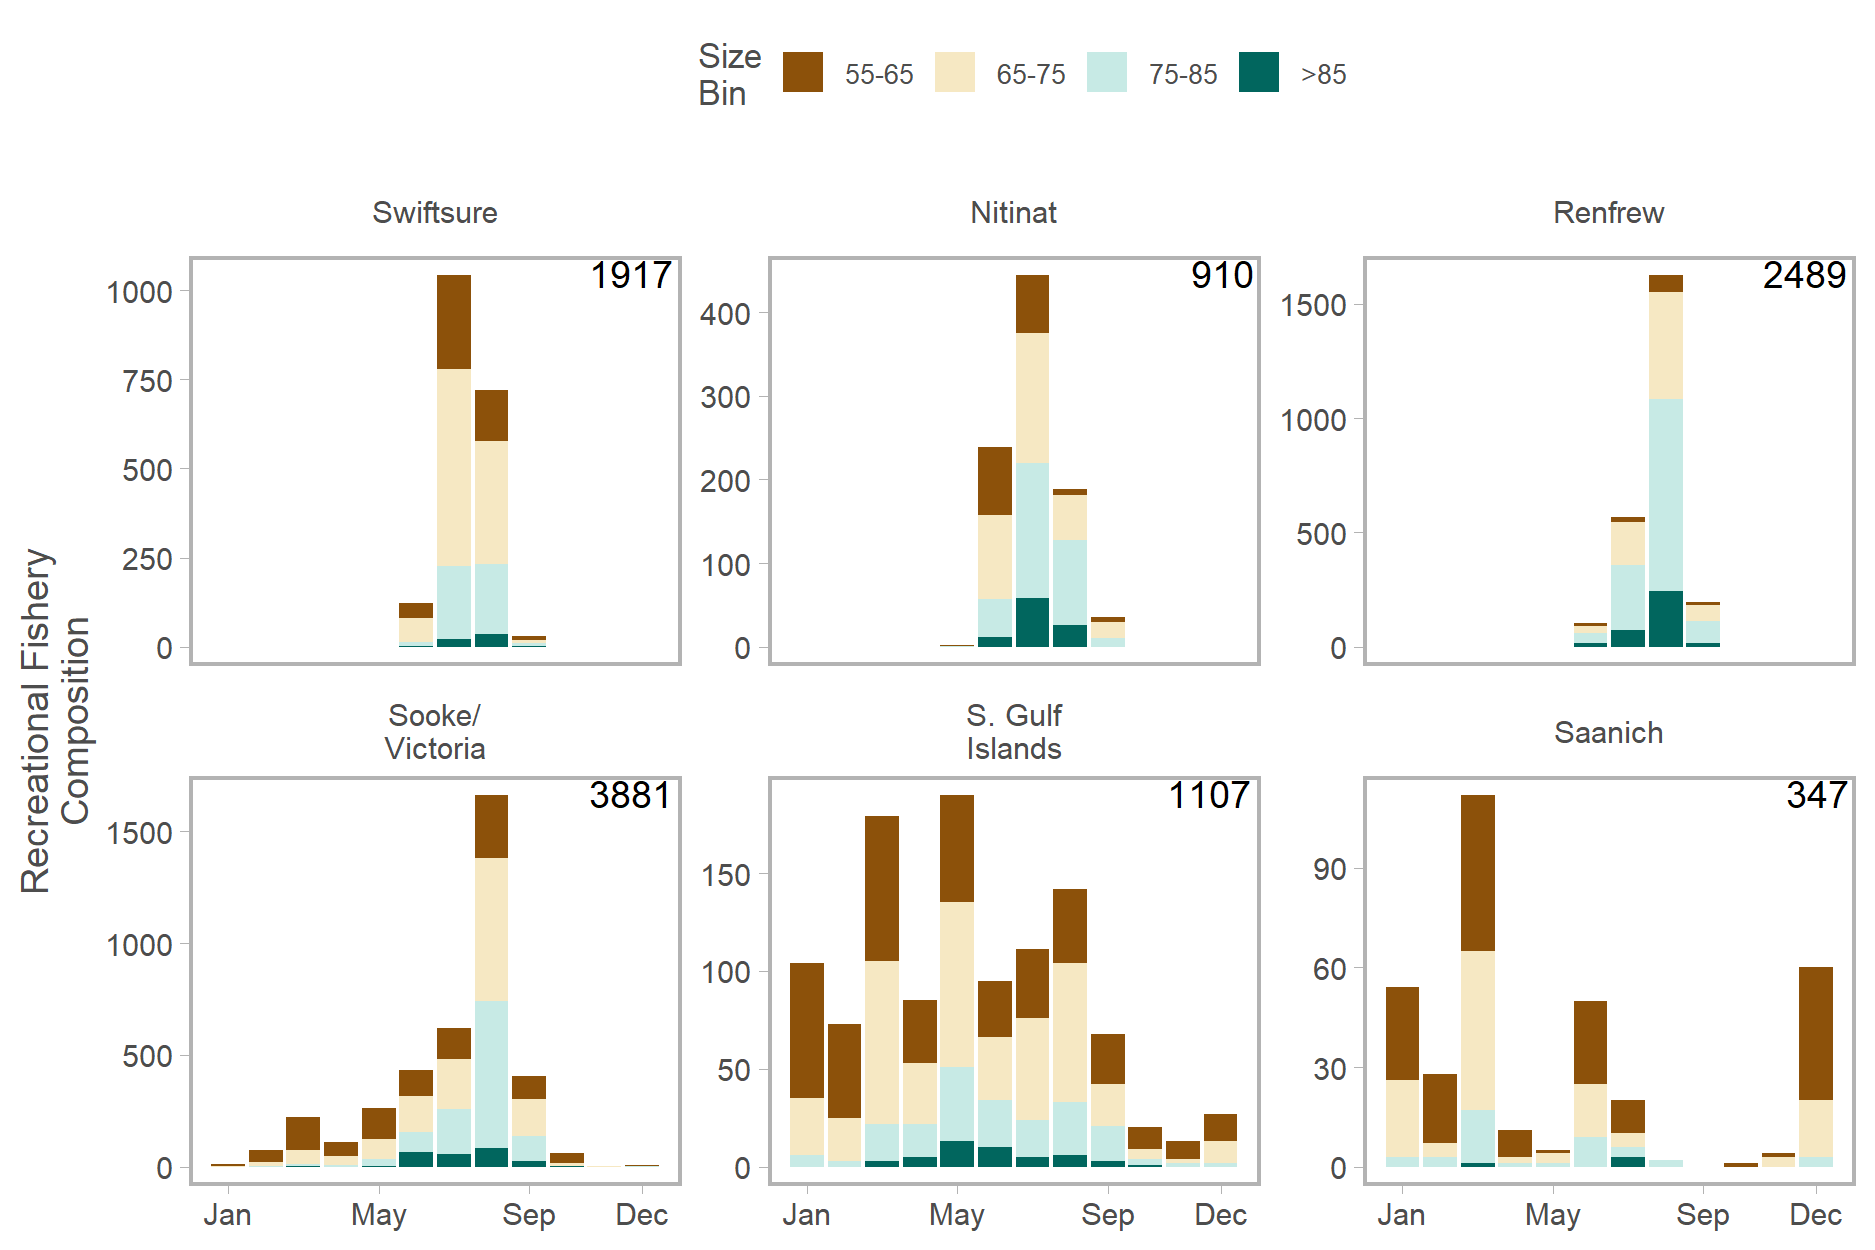 Size
Bin
55-65
65-75
75-85
>85
Swiftsure
Nitinat
Renfrew
1917
910
2489
1000
750
500
250
0
400
300
200
100
0
1500
1000
500
0
Recreational Fishery
Composition
Sooke/
Victoria
S. Gulf
Islands
Saanich
3881
1107
347
1500
1000
500
0
150
100
50
0
90
60
30
0
Jan May Sep Dec
Jan May Sep Dec
Jan May Sep Dec